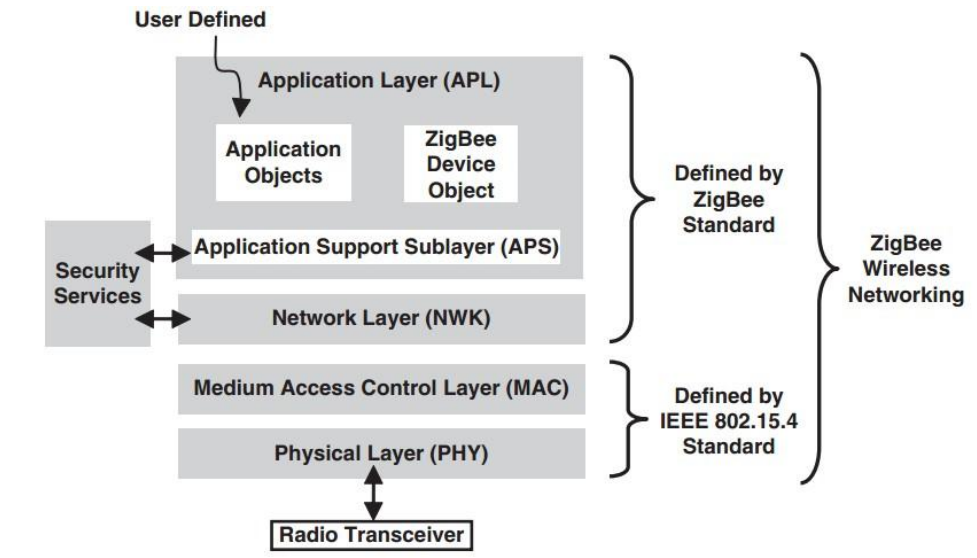 User Defined
Application Layer (APL)
Application
Objects
ZigBee
Device
Object
Application Support Sublayer (APS)
Security
Services
Network Layer (NWK)
Medium Access Control Layer (MAC)
Physical Layer (PHY)
Radio Transceiver
Defined by
ZigBee
Standard
Defined by
IEEE 802.15.4
Standard
ZigBee
Wireless
Networking